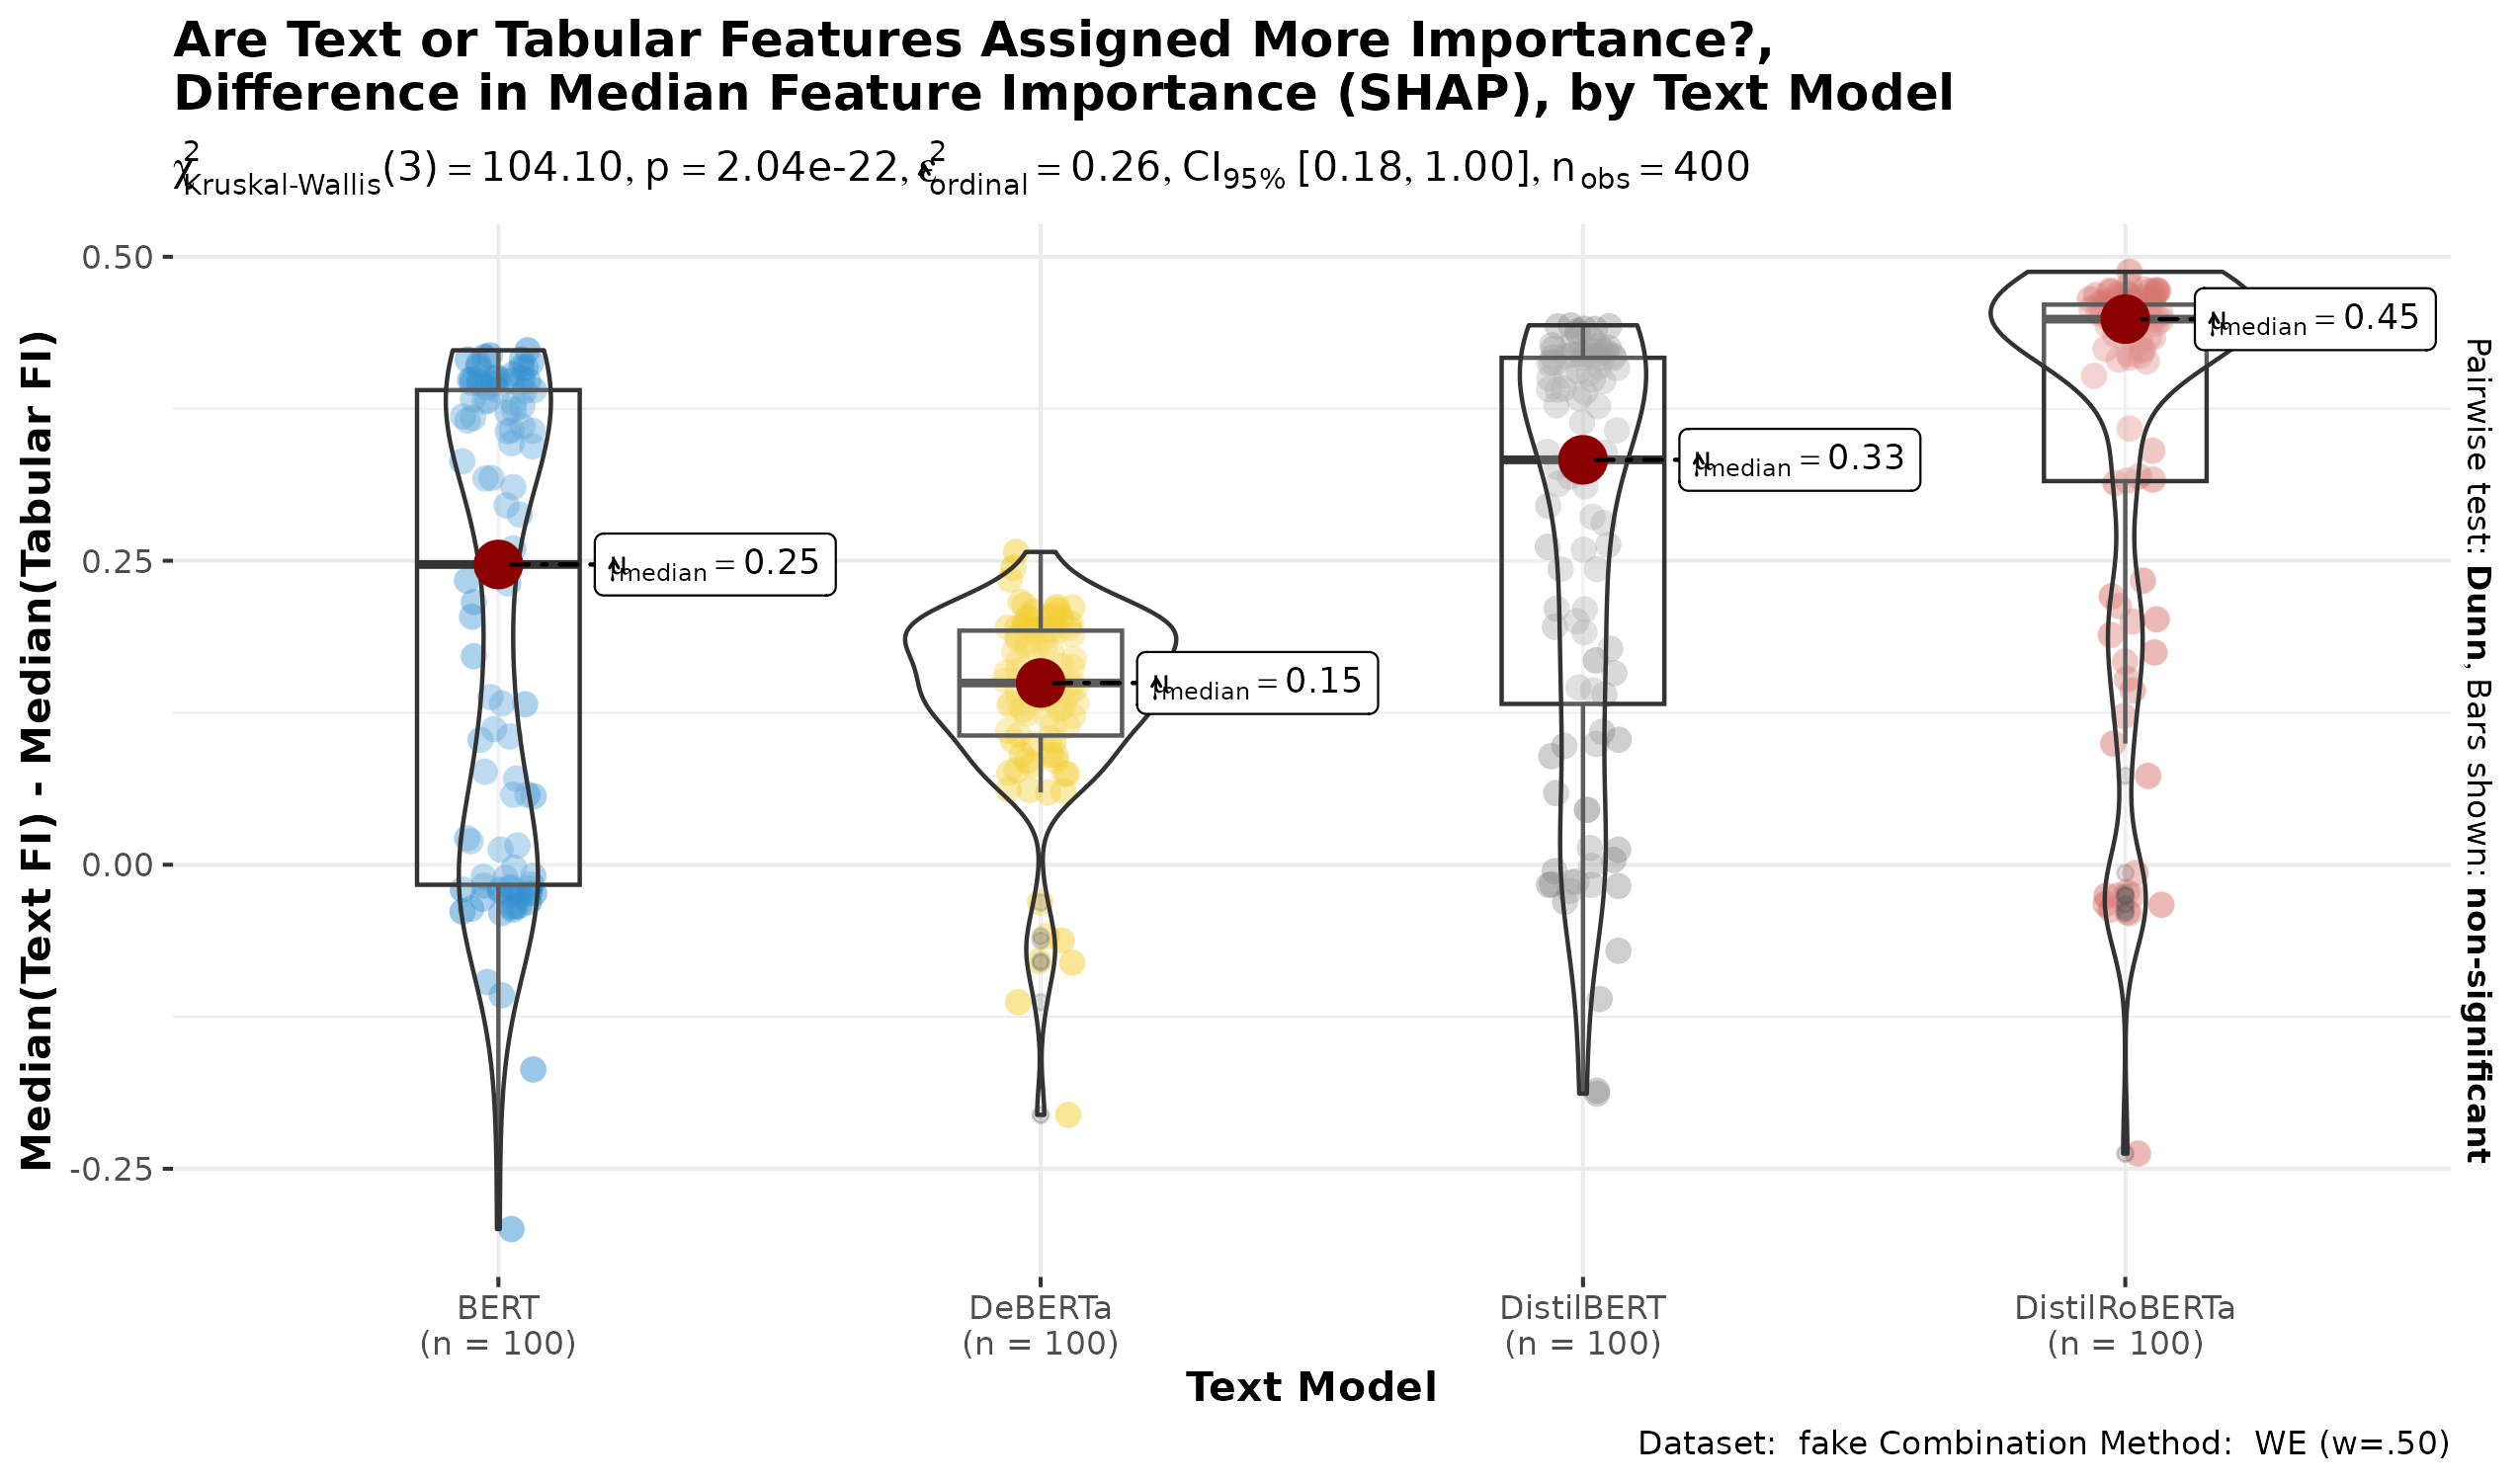 Are Text or Tabular Features Assigned More Importance?,
Difference in Median Feature Importance (SHAP), by Text Model
χ²Kruskal-Wallis(3) = 104.10, p = 2.04e-22, ε̂²ordinal = 0.26, CI95% [0.18, 1.00], nobs = 400
Median(Text FI) - Median(Tabular FI)
0.50
0.25
0.00
-0.25
μ̂median = 0.25
μ̂median = 0.15
μ̂median = 0.33
μ̂median = 0.45
Pairwise test: Dunn, Bars shown: non-significant
BERT
(n = 100)
DeBERTa
(n = 100)
DistilBERT
(n = 100)
DistilRoBERTa
(n = 100)
Text Model
Dataset:  fake Combination Method:  WE (w=.50)